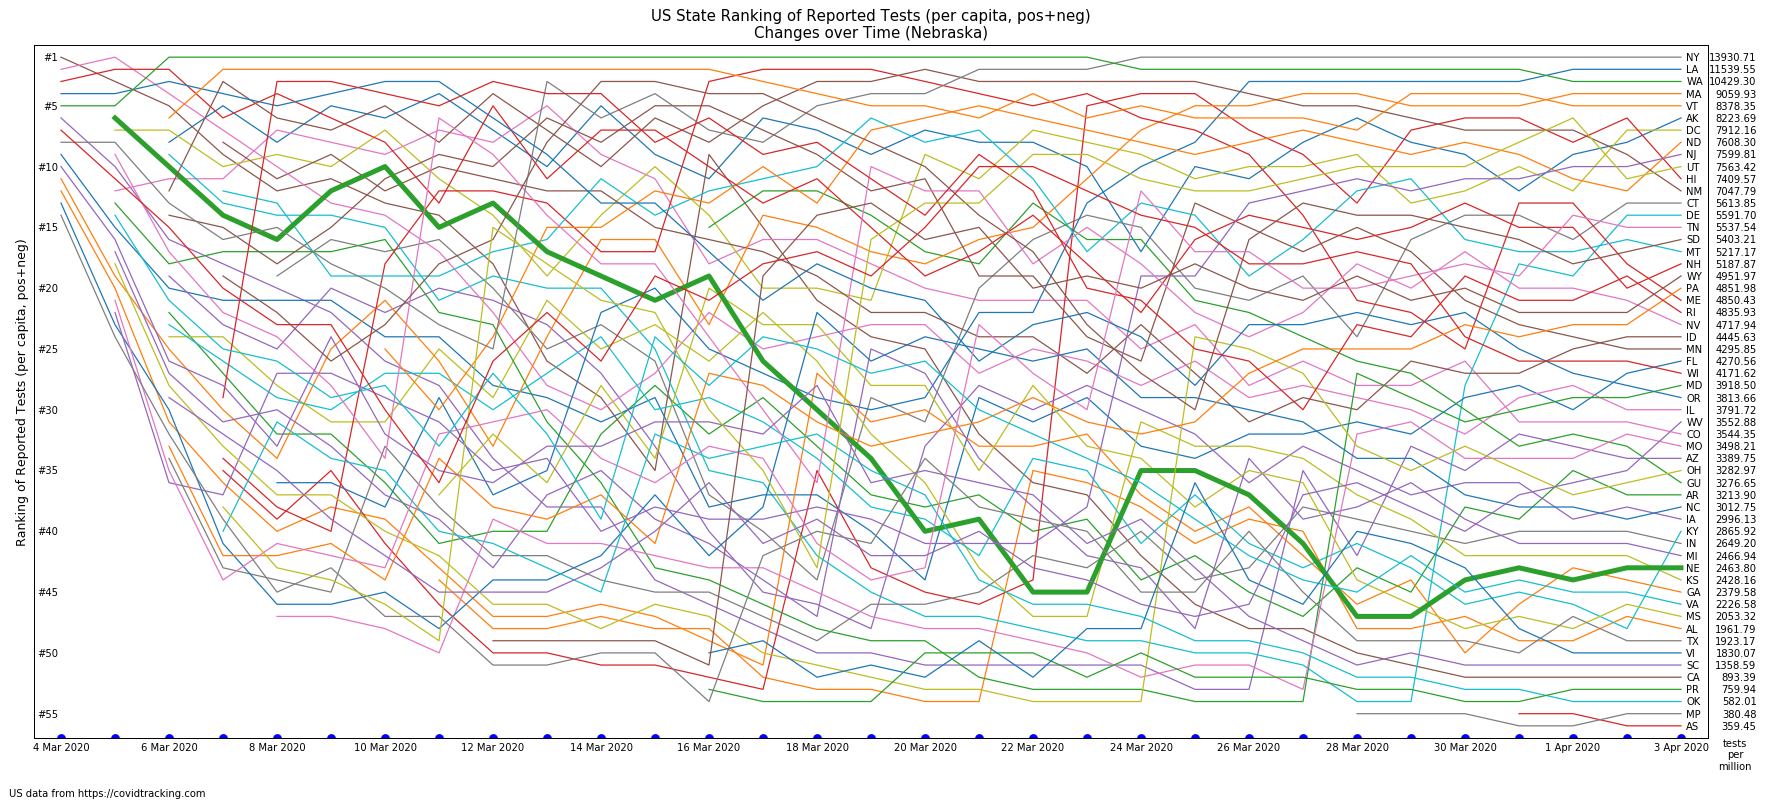 US State Ranking of Reported Tests (per capita, pos+neg)
Changes over Time (Nebraska)
Ranking of Reported Tests (per capita, pos+neg)
#1
#5
#10
#15
#20
#25
#30
#35
#40
#45
#50
#55
NY 13930.71
LA 11539.55
WA 10429.30
MA 9059.93
VT 8378.35
AK 8223.69
DC 7912.16
ND 7608.30
NJ 7599.81
UT 7563.42
HI 7409.57
NM 7047.79
CT 5613.85
DE 5591.70
TN 5537.54
SD 5403.21
MT 5217.17
NH 5187.87
WY 4951.97
PA 4851.98
ME 4850.43
RI 4835.93
NV 4717.94
ID 4445.63
MN 4295.85
FL 4270.56
WI 4171.62
MD 3918.50
OR 3813.66
IL 3791.72
WV 3552.88
CO 3544.35
MO 3498.21
AZ 3389.75
OH 3282.97
GU 3276.65
AR 3213.90
NC 3012.75
IA 2996.13
KY 2865.92
IN 2649.20
MI 2466.94
NE 2463.80
KS 2428.16
GA 2379.58
VA 2226.58
MS 2053.32
AL 1961.79
TX 1923.17
VI 1830.07
SC 1358.59
CA 893.39
PR 759.94
OK 582.01
MP 380.48
AS 359.45
4 Mar 2020 6 Mar 2020 8 Mar 2020 10 Mar 2020 12 Mar 2020 14 Mar 2020 16 Mar 2020 18 Mar 2020 20 Mar 2020 22 Mar 2020 24 Mar 2020 26 Mar 2020 28 Mar 2020 30 Mar 2020 1 Apr 2020 3 Apr 2020
tests
per
million
US data from https://covidtracking.com